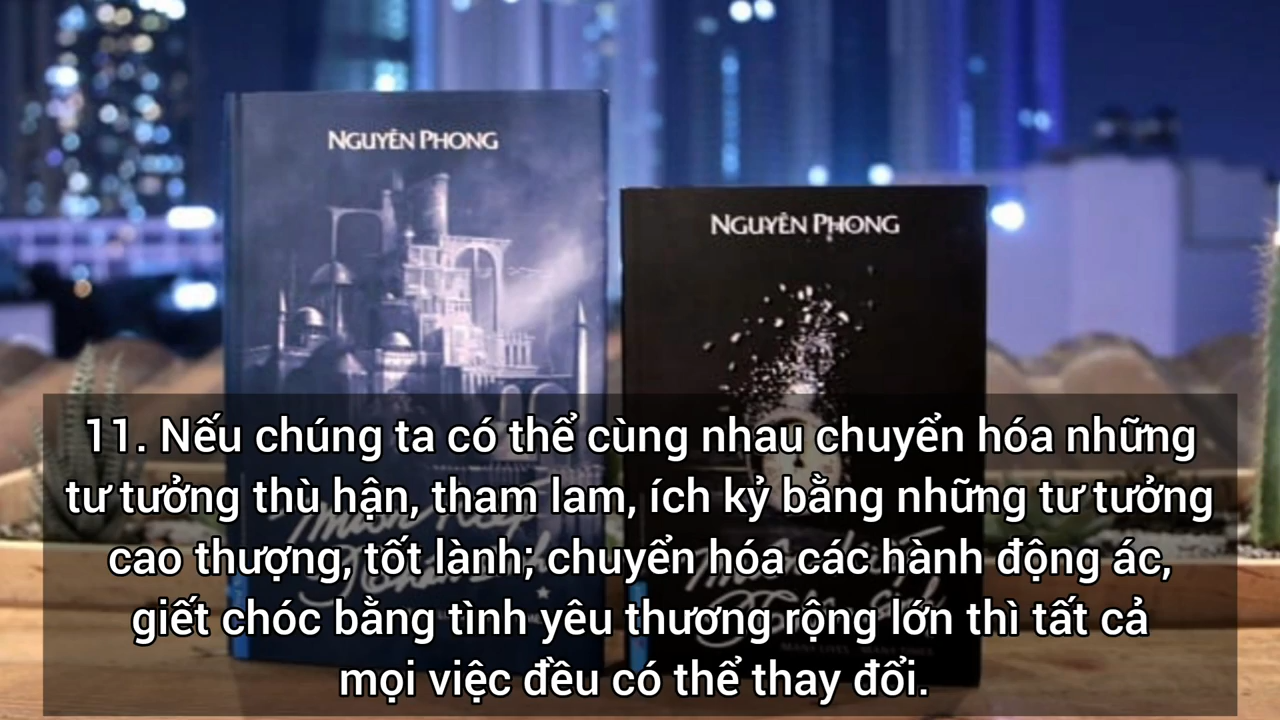 NGUYÊN PHONG
NGUYÊN PHONG
11. Nếu chúng ta có thể cùng nhau chuyển hóa những
tư tưởng thù hận, tham lam, ích kỷ bằng những tư tưởng
cao thượng, tốt lành; chuyển hóa các hành động ác,
giết chóc bằng tình yêu thương rộng lớn thì tất cả
mọi việc đều có thể thay đổi.